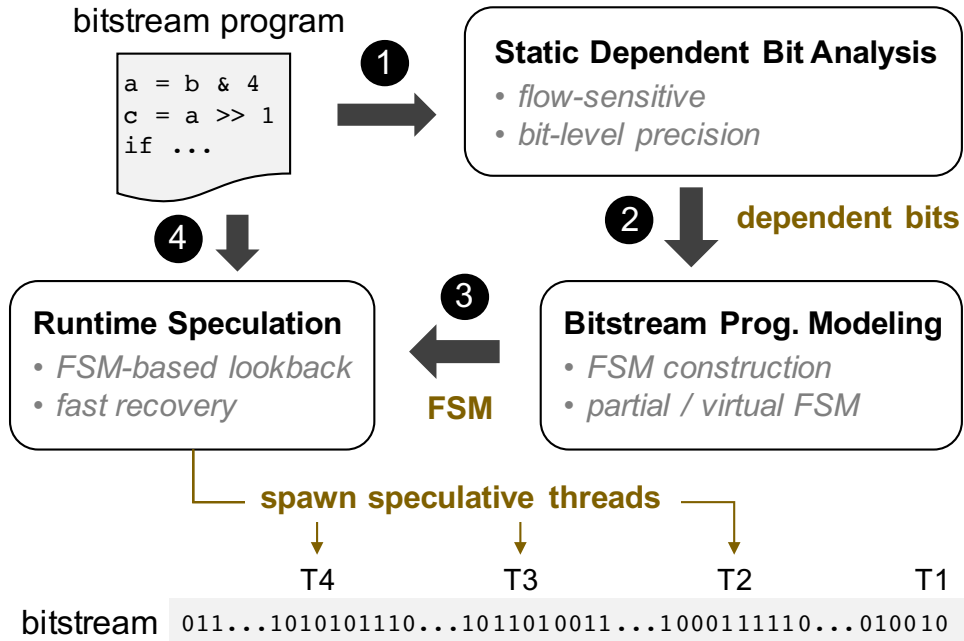 bitstream program
a = b & 4
c = a >> 1
if ...
1
Static Dependent Bit Analysis
• flow-sensitive
• bit-level precision
2
dependent bits
4
3
Runtime Speculation
• FSM-based lookback
• fast recovery
FSM
Bitstream Prog. Modeling
• FSM construction
• partial / virtual FSM
spawn speculative threads
T4 T3 T2 T1
bitstream 011...1010101110...1011010011...1000111110...010010